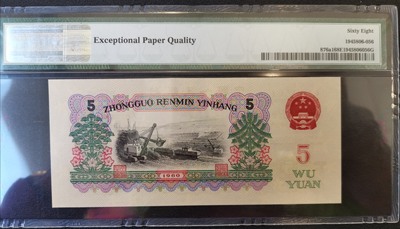 Exceptional Paper Quality
Sixty Eight
5
5
ZHONGGUO RENMIN YINHANG
1960
5
WU
YUAN